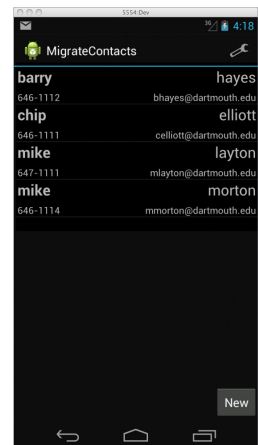 5554:Dev
3G 4:18
MigrateContacts
barry hayes
646-1112 bhayes@dartmouth.edu
chip elliott
646-1111 celliott@dartmouth.edu
mike layton
647-1111 mlayton@dartmouth.edu
mike morton
646-1114 mmorton@dartmouth.edu
New